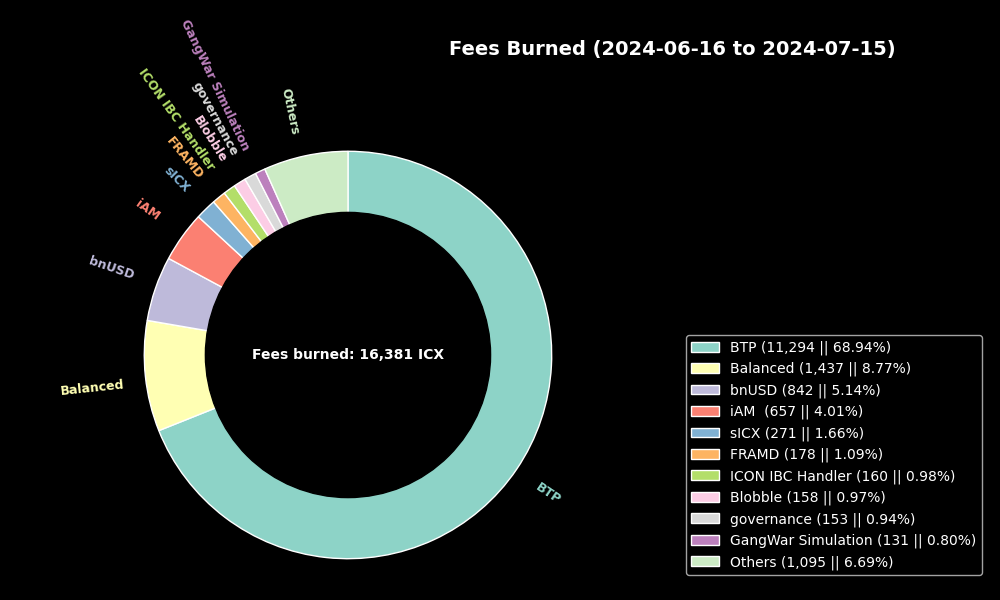 Fees Burned (2024-06-16 to 2024-07-15)
GangWar Simulation
governance
Blobble
ICON IBC Handler
FRAMD
sICX
iAM
bnUSD
Balanced
Others
BTP
Fees burned: 16,381 ICX
BTP (11,294 || 68.94%)
Balanced (1,437 || 8.77%)
bnUSD (842 || 5.14%)
iAM  (657 || 4.01%)
sICX (271 || 1.66%)
FRAMD (178 || 1.09%)
ICON IBC Handler (160 || 0.98%)
Blobble (158 || 0.97%)
governance (153 || 0.94%)
GangWar Simulation (131 || 0.80%)
Others (1,095 || 6.69%)